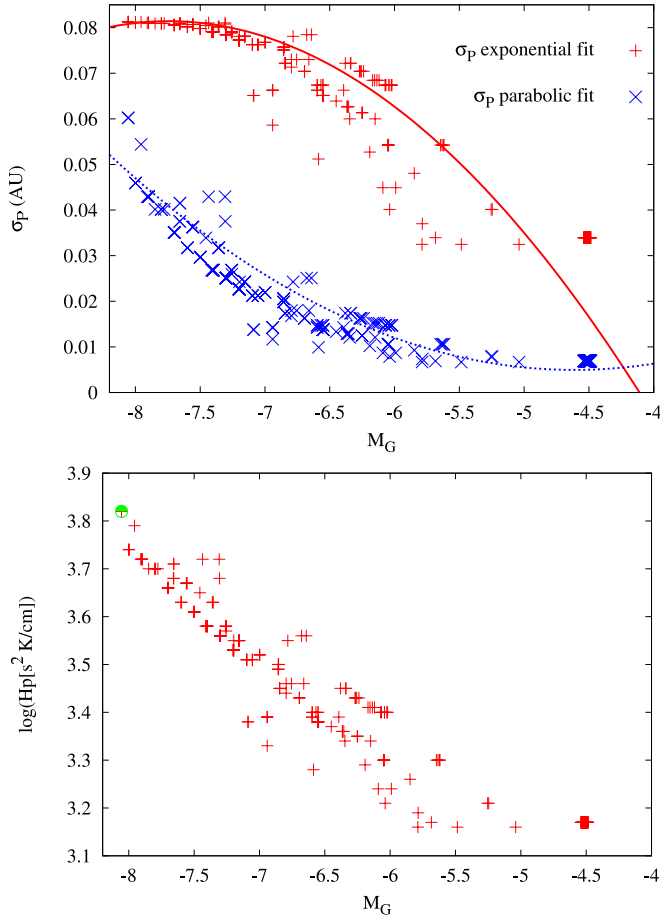 σP exponential fit
σP parabolic fit
σP (AU)
0.08
0.07
0.06
0.05
0.04
0.03
0.02
0.01
0
-8 -7.5 -7 -6.5 -6 -5.5 -5 -4.5 -4
MG
log(Hp[s² K/cm])
3.9
3.8
3.7
3.6
3.5
3.4
3.3
3.2
3.1
-8 -7.5 -7 -6.5 -6 -5.5 -5 -4.5 -4
MG